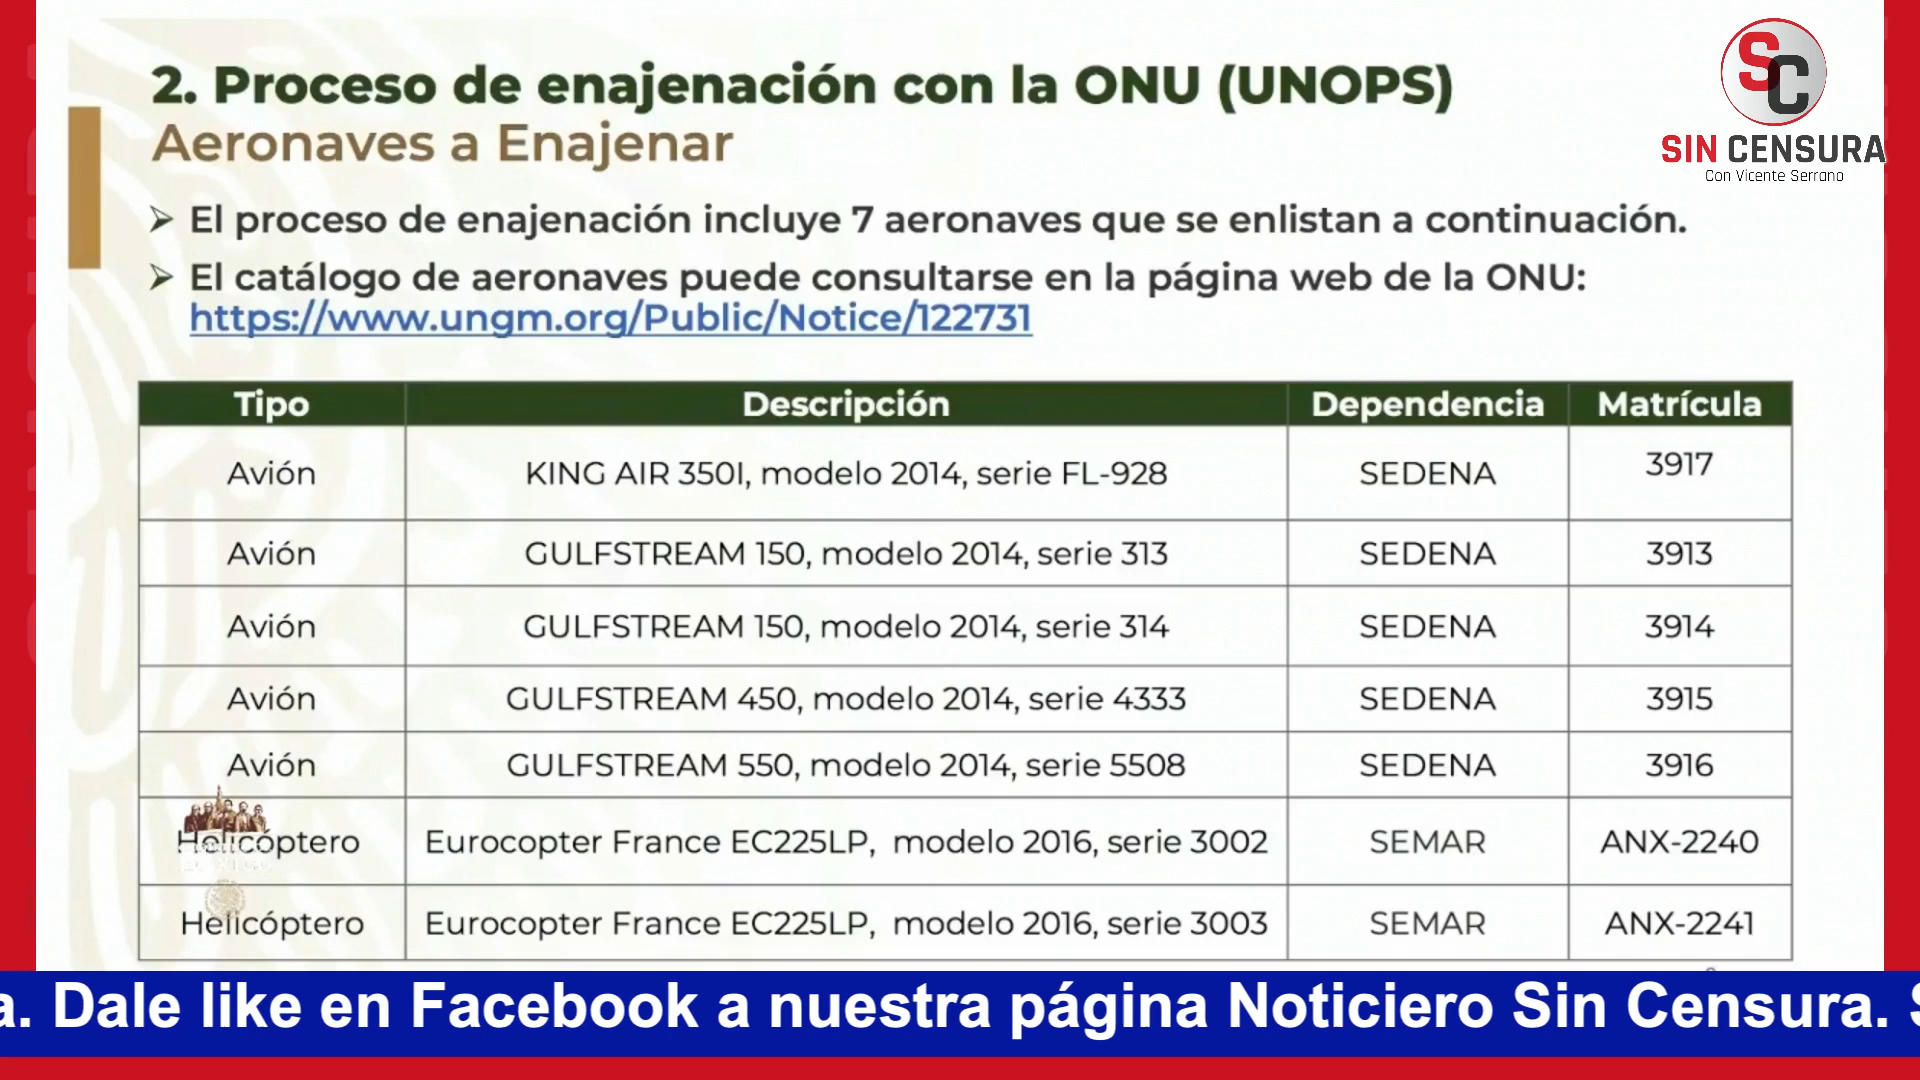 2. Proceso de enajenación con la ONU (UNOPS)
Aeronaves a Enajenar
SC
SIN CENSURA
Con Vicente Serrano
➢ El proceso de enajenación incluye 7 aeronaves que se enlistan a continuación.
➢ El catálogo de aeronaves puede consultarse en la página web de la ONU:
https://www.ungm.org/Public/Notice/122731
Tipo Descripción Dependencia Matrícula
Avión KING AIR 350I, modelo 2014, serie FL-928 SEDENA 3917
Avión GULFSTREAM 150, modelo 2014, serie 313 SEDENA 3913
Avión GULFSTREAM 150, modelo 2014, serie 314 SEDENA 3914
Avión GULFSTREAM 450, modelo 2014, serie 4333 SEDENA 3915
Avión GULFSTREAM 550, modelo 2014, serie 5508 SEDENA 3916
Helicóptero Eurocopter France EC225LP, modelo 2016, serie 3002 SEMAR ANX-2240
Helicóptero Eurocopter France EC225LP, modelo 2016, serie 3003 SEMAR ANX-2241
a. Dale like en Facebook a nuestra página Noticiero Sin Censura. S